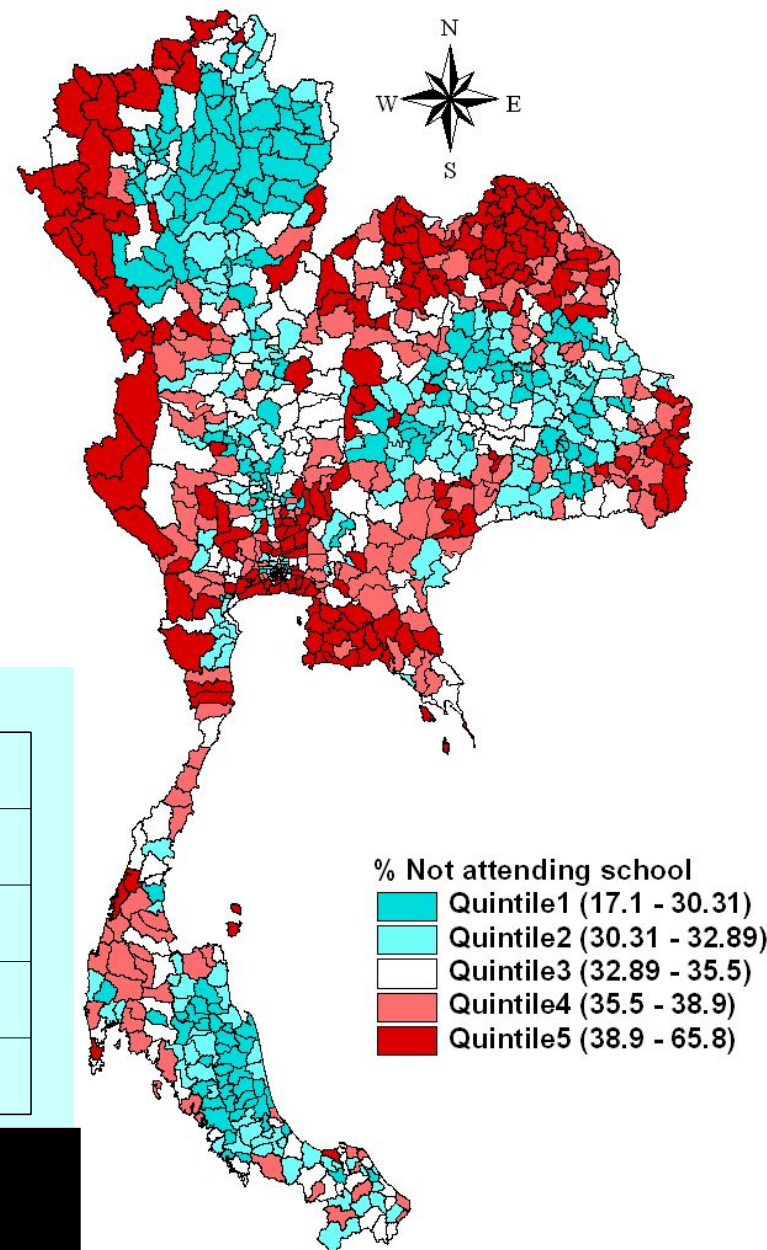 N
W E
S
% Not attending school
Quintile1 (17.1 - 30.31)
Quintile2 (30.31 - 32.89)
Quintile3 (32.89 - 35.5)
Quintile4 (35.5 - 38.9)
Quintile5 (38.9 - 65.8)